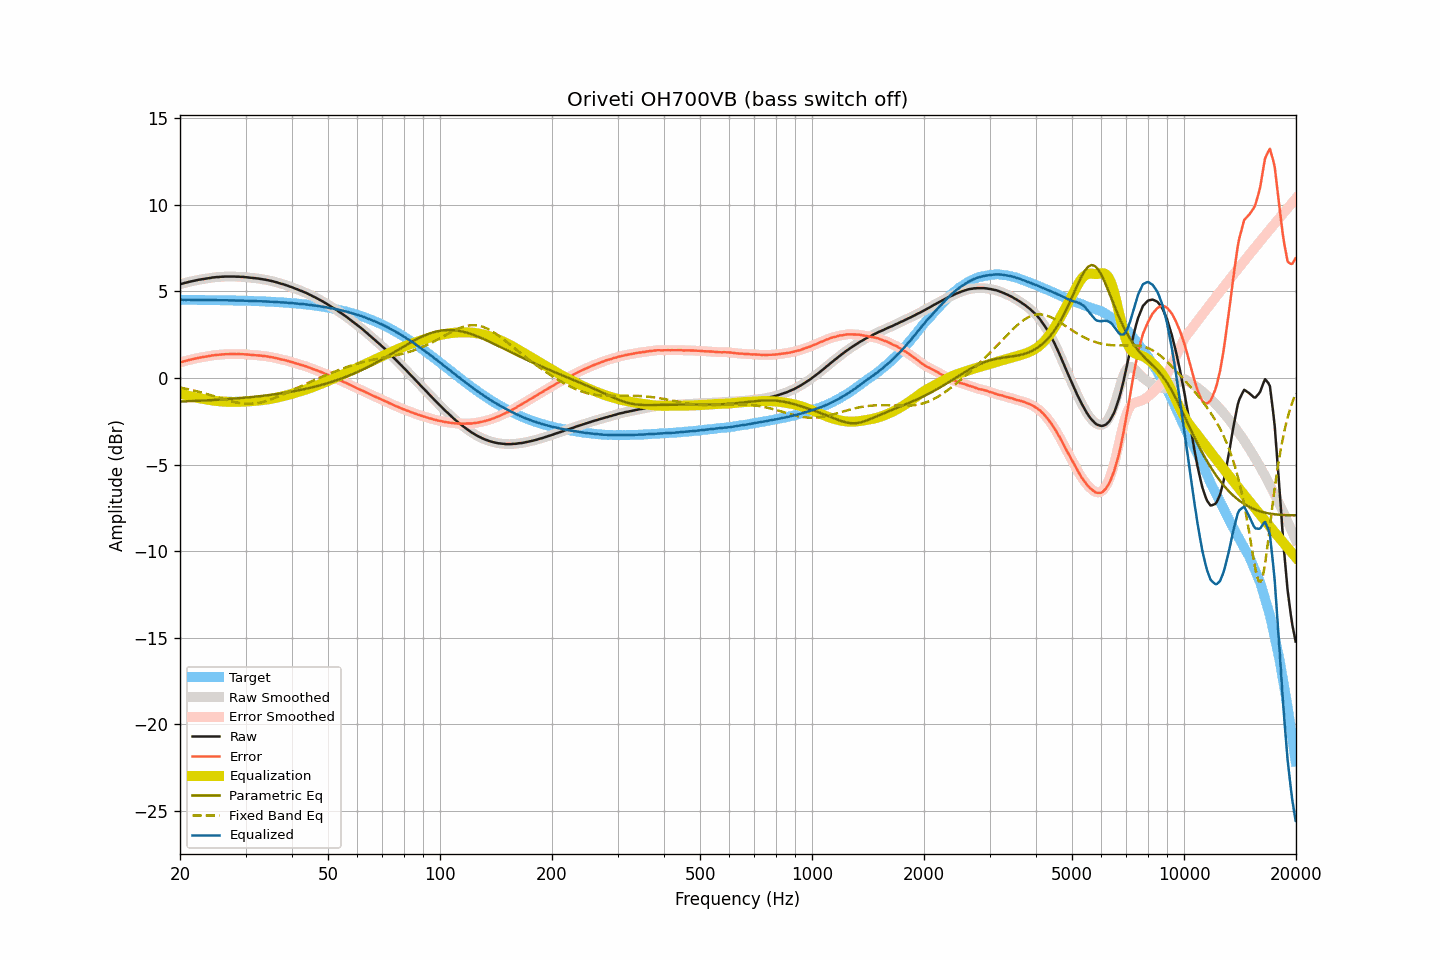 Oriveti OH700VB (bass switch off)
15
10
5
0
−5
−10
−15
−20
−25
Amplitude (dBr)
Target
Raw Smoothed
Error Smoothed
Raw
Error
Equalization
Parametric Eq
Fixed Band Eq
Equalized
20 50 100 200 500 1000 2000 5000 10000 20000
Frequency (Hz)